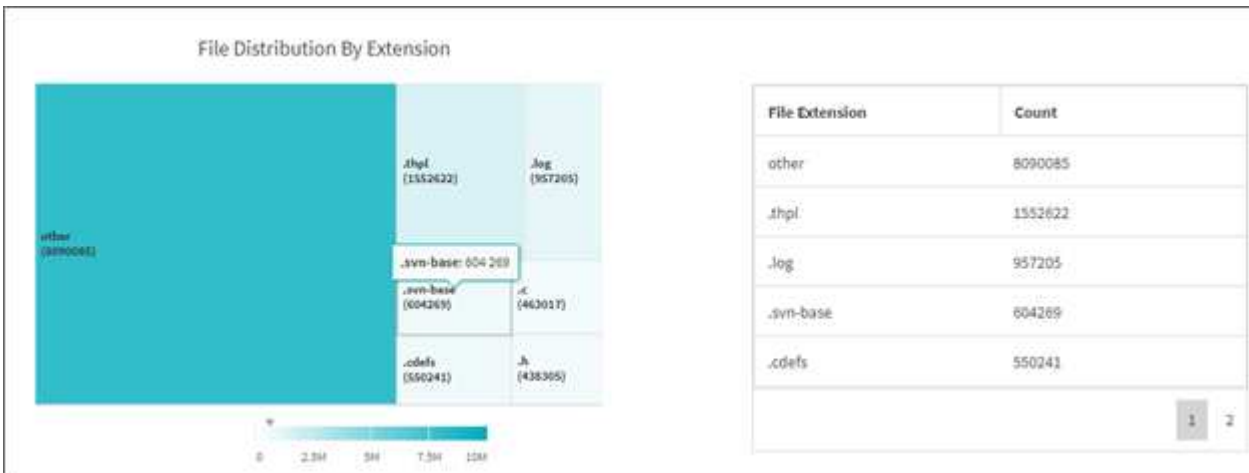 File Distribution By Extension
other
(8090085)
.thpl
(1552622)
.log
(957205)
.svn-base: 604 269
.svn-base
(604269)
.c
(463017)
.cdefs
(550241)
.h
(438305)
0 2.5M 5M 7.5M 10M
File Extension Count
other 8090085
.thpl 1552622
.log 957205
.svn-base 604269
.cdefs 550241
1 2